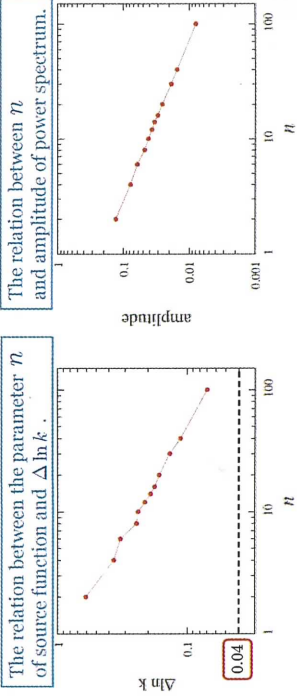 The relation between the parameter n
of source function and Δ ln k .
Δln k
1
0.1
0.04
1
10
100
n
The relation between n
and amplitude of power spectrum.
amplitude
1
0.1
0.01
0.001
1
10
100
n